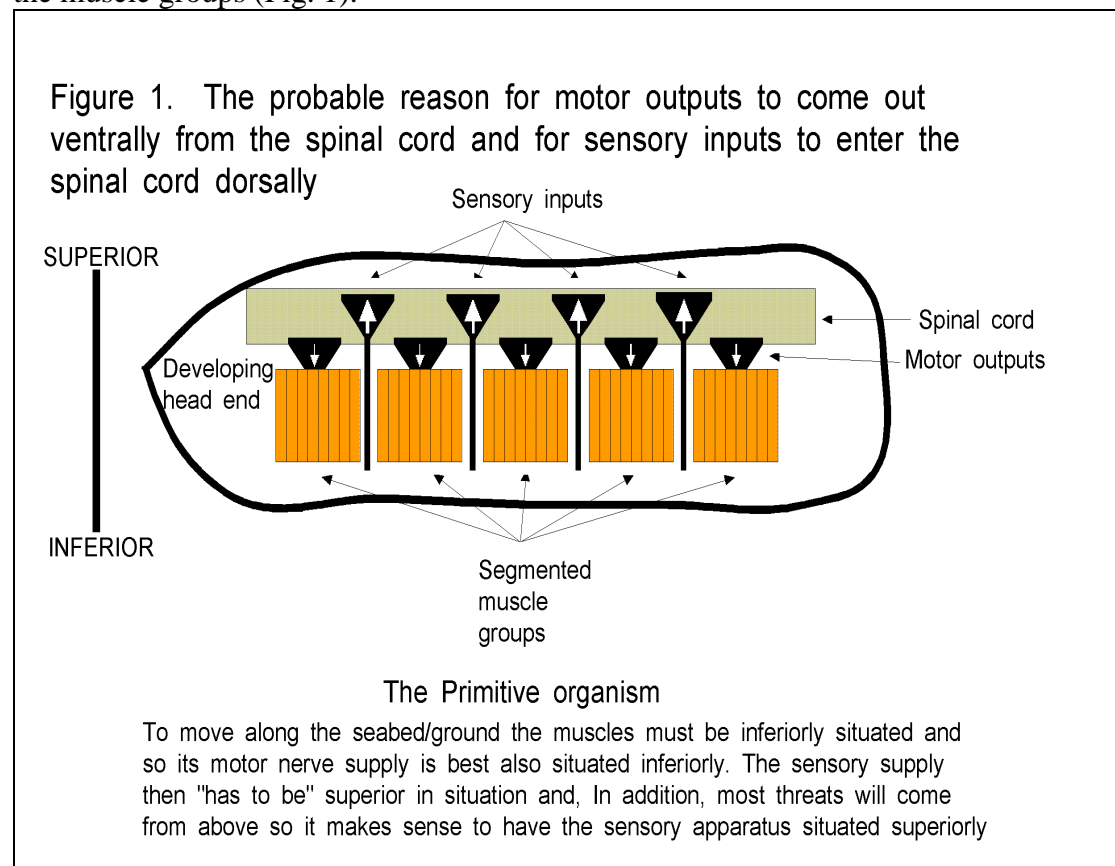 the muscle groups (Fig. 1).
Figure 1. The probable reason for motor outputs to come out
ventrally from the spinal cord and for sensory inputs to enter the
spinal cord dorsally
Sensory inputs
SUPERIOR
Spinal cord
Motor outputs
Developing
head end
INFERIOR
Segmented
muscle
groups
The Primitive organism
To move along the seabed/ground the muscles must be inferiorly situated and
so its motor nerve supply is best also situated inferiorly. The sensory supply
then "has to be" superior in situation and, In addition, most threats will come
from above so it makes sense to have the sensory apparatus situated superiorly